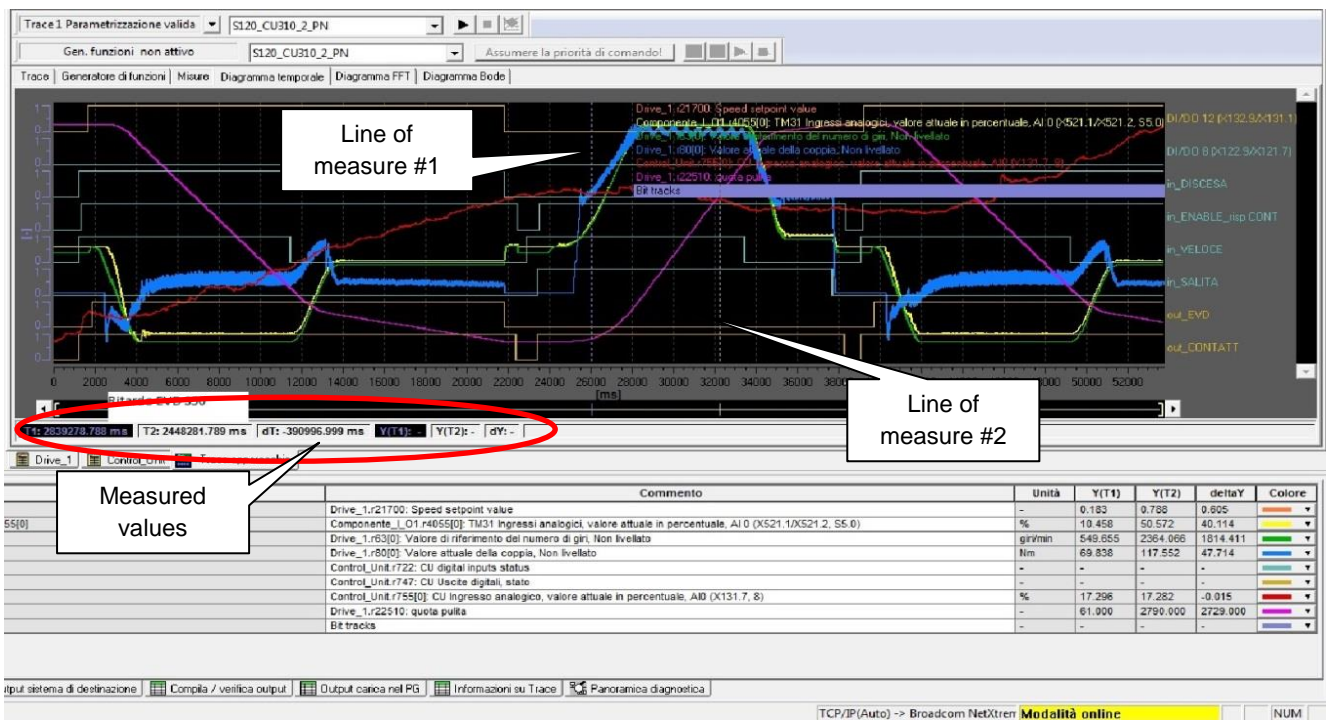 Trace1 Parametrizzazione valida S120_CU310_2_PN
Gen. funzioni non attivo S120_CU310_2_PN Assumere la priorità di comando!
Trace Generatore di funzioni Misure Diagramma temporale Diagramma FFT Diagramma Bode
Line of measure #1
Drive_1.r21700: Speed setpoint value
Componente_I_O1.r4055[0]: TM31 Ingressi analogici, valore attuale in percentuale, AI 0 (X521.1/X521.2, S5.0)
Drive_1.r80[0]: Valore attuale della coppia, Non livellato
Drive_1.r22510: quota pulita
Bit tracks
DI/DO 12 (X132.9/X131.1)
DI/DO 8 (X122.9/X121.7)
in_DISCESA
in_ENABLE_risp CONT
in_VELOCE
in_SALITA
out_EVD
out_CONTATT
0 2000 4000 6000 8000 10000 12000 14000 16000 18000 20000 22000 24000 26000 28000 30000 32000 34000 36000 50000 52000
[ms]
Line of measure #2
T1: 2839278.788 ms T2: 2448281.789 ms dT: -390996.999 ms Y(T1): - Y(T2): - dY: -
Drive_1 Control_Unit
Measured values
Commento Unità Y(T1) Y(T2) deltaY Colore
Drive_1.r21700: Speed setpoint value - 0.183 0.788 0.605
55[0] Componente_I_O1.r4055[0]: TM31 Ingressi analogici, valore attuale in percentuale, AI 0 (X521.1/X521.2, S5.0) % 10.458 50.572 40.114
Drive_1.r63[0]: Valore di riferimento del numero di giri, Non livellato giri/min 549.655 2364.066 1814.411
Drive_1.r80[0]: Valore attuale della coppia, Non livellato Nm 69.838 117.552 47.714
Control_Unit.r722: CU digital inputs status - - - -
Control_Unit.r747: CU Uscite digitali, stato - - - -
Control_Unit.r755[0]: CU Ingresso analogico, valore attuale in percentuale, AI0 (X131.7, 8) % 17.296 17.282 -0.015
Drive_1.r22510: quota pulita - 61.000 2790.000 2729.000
Bit tracks - - - -
utput sistema di destinazione Compila / verifica output Output carica nel PG Informazioni su Trace Panoramica diagnostica
TCP/IP(Auto) -> Broadcom NetXtrem Modalità online NUM